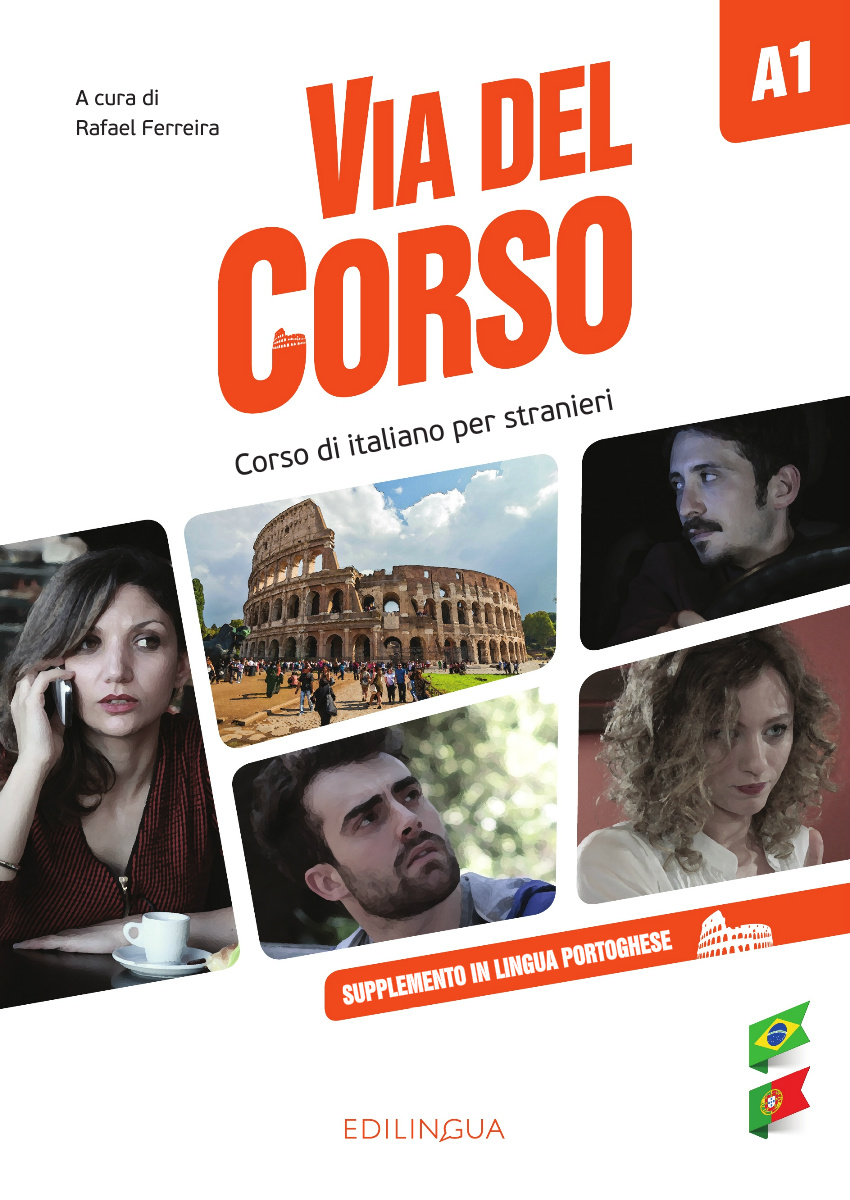 A cura di
Rafael Ferreira
A1
VIA DEL
CORSO
Corso di italiano per stranieri
SUPPLEMENTO IN LINGUA PORTOGHESE
EDILINGUA